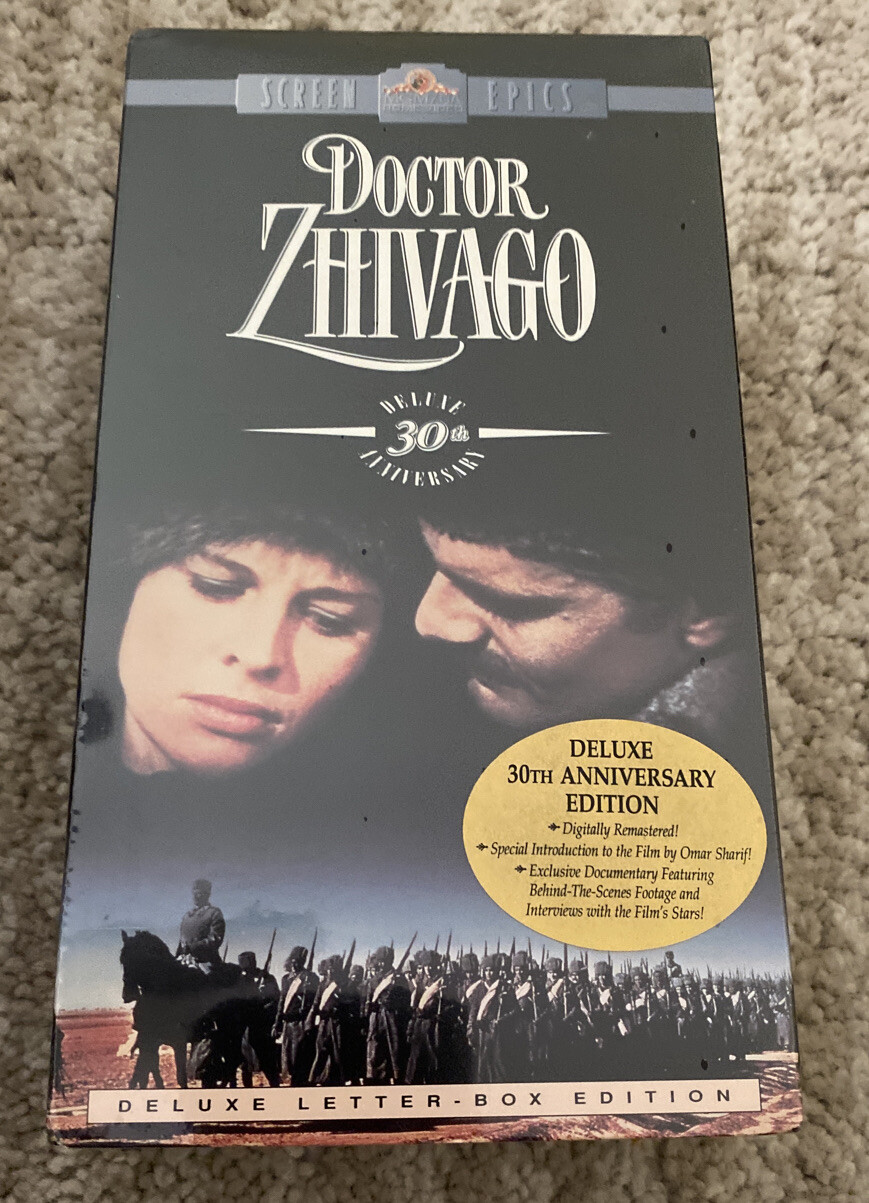 SCREEN EPICS
MGM/UA
DOCTOR
ZHIVAGO
DELUXE
30th
ANNIVERSARY
DELUXE
30TH ANNIVERSARY
EDITION
Digitally Remastered!
Special Introduction to the Film by Omar Sharif!
Exclusive Documentary Featuring
Behind-The-Scenes Footage and
Interviews with the Film's Stars!
DELUXE LETTER-BOX EDITION